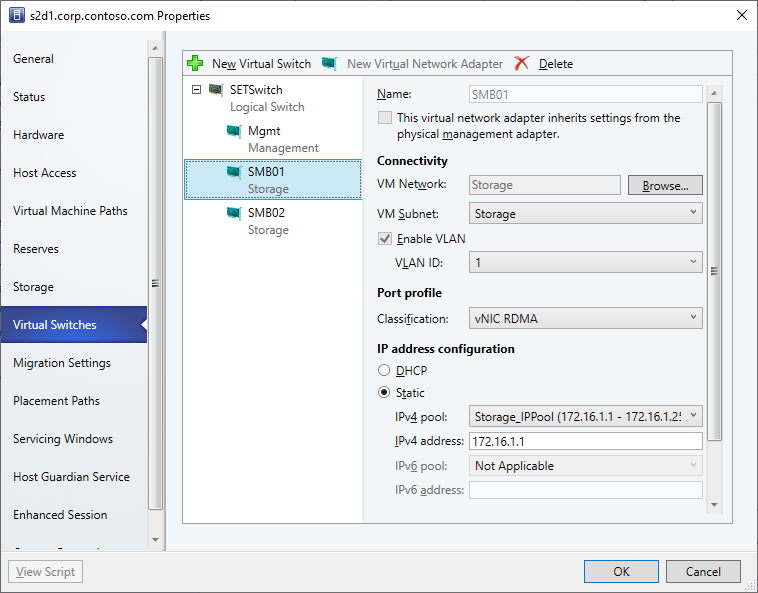 s2d1.corp.contoso.com Properties
General
Status
Hardware
Host Access
Virtual Machine Paths
Reserves
Storage
Virtual Switches
Migration Settings
Placement Paths
Servicing Windows
Host Guardian Service
Enhanced Session
New Virtual Switch New Virtual Network Adapter Delete
SETSwitch
Logical Switch
Mgmt
Management
SMB01
Storage
SMB02
Storage
Name: SMB01
This virtual network adapter inherits settings from the
physical management adapter.
Connectivity
VM Network: Storage Browse...
VM Subnet: Storage
Enable VLAN
VLAN ID: 1
Port profile
Classification: vNIC RDMA
IP address configuration
DHCP
Static
IPv4 pool: Storage_IPPool (172.16.1.1 - 172.16.1.25
IPv4 address: 172.16.1.1
IPv6 pool: Not Applicable
IPv6 address:
View Script OK Cancel